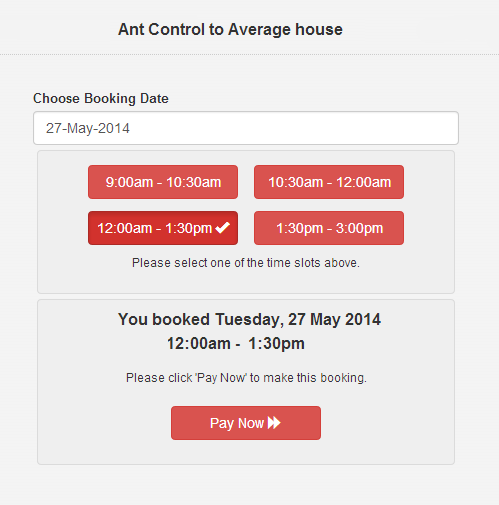 Ant Control to Average house
Choose Booking Date
27-May-2014
9:00am - 10:30am
10:30am - 12:00am
12:00am - 1:30pm
1:30pm - 3:00pm
Please select one of the time slots above.
You booked Tuesday, 27 May 2014
12:00am - 1:30pm
Please click 'Pay Now' to make this booking.
Pay Now